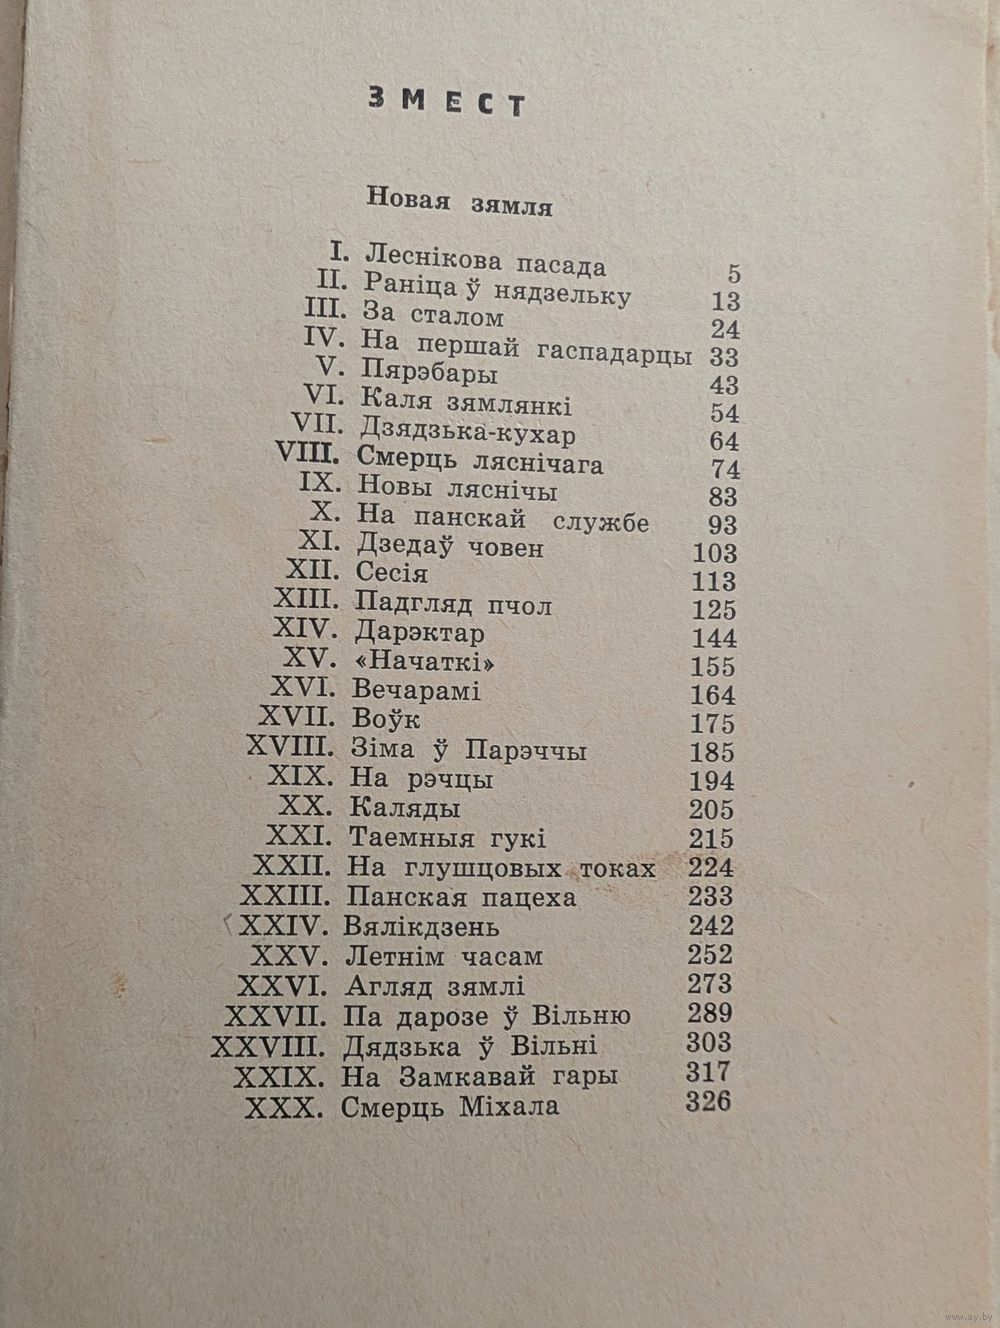 ЗМЕСТ
Новая зямля
I. Леснікова пасада 5
II. Раніца ў нядзельку 13
III. За сталом 24
IV. На першай гаспадарцы 33
V. Пярэбары 43
VI. Каля зямлянкі 54
VII. Дзядзька-кухар 64
VIII. Смерць ляснічага 74
IX. Новы ляснічы 83
X. На панскай службе 93
XI. Дзедаў човен 103
XII. Сесія 113
XIII. Падгляд пчол 125
XIV. Дарэктар 144
XV. «Начаткі» 155
XVI. Вечарамі 164
XVII. Воўк 175
XVIII. Зіма ў Парэччы 185
XIX. На рэчцы 194
XX. Каляды 205
XXI. Таемныя гукі 215
XXII. На глушцовых токах 224
XXIII. Панская пацеха 233
XXIV. Вялікдзень 242
XXV. Летнім часам 252
XXVI. Агляд зямлі 273
XXVII. Па дарозе ў Вільню 289
XXVIII. Дядзька ў Вільні 303
XXIX. На Замкавай гары 317
XXX. Смерць Міхала 326
www.ay.by